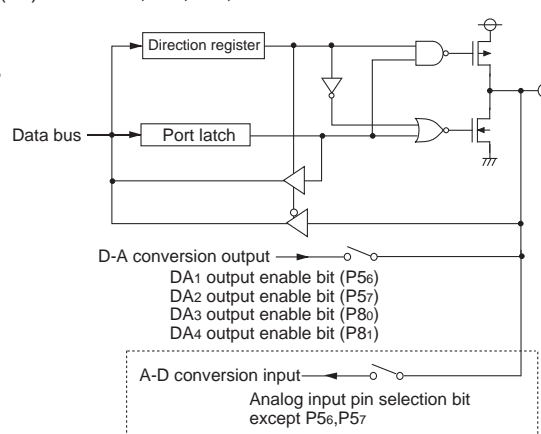 Direction register
Data bus
Port latch
D-A conversion output
DA1 output enable bit (P56)
DA2 output enable bit (P57)
DA3 output enable bit (P80)
DA4 output enable bit (P81)
A-D conversion input
Analog input pin selection bit
except P56,P57